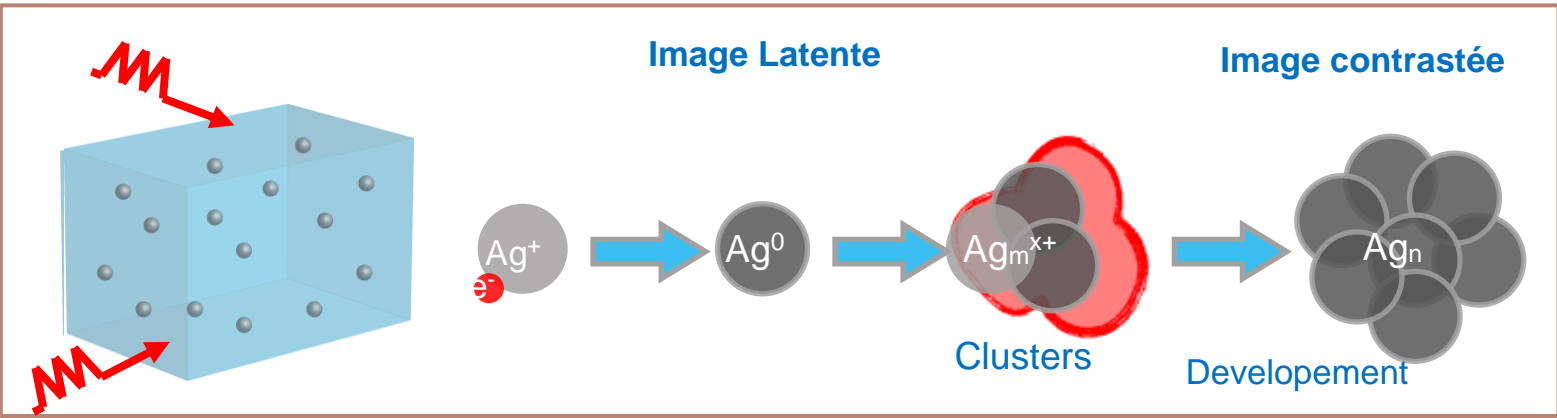 Image Latente
Image contrastée
Ag⁺
e⁻
Ag⁰
Agₘˣ⁺
Agₙ
Clusters
Developement